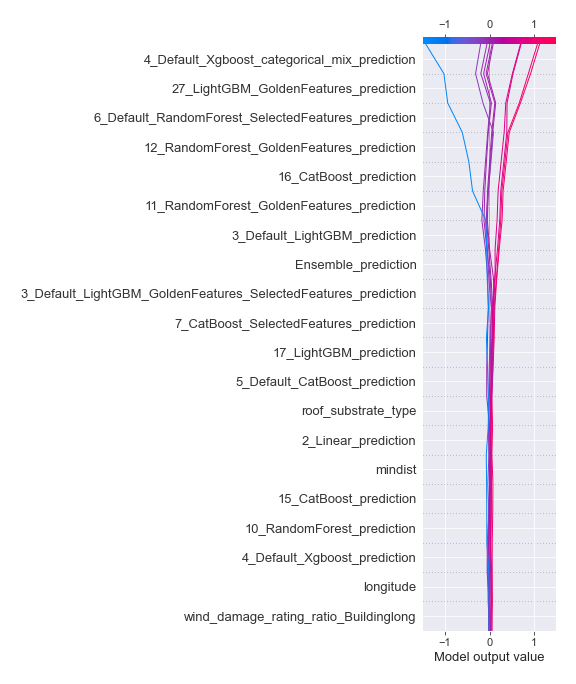 −1 0 1
4_Default_Xgboost_categorical_mix_prediction
27_LightGBM_GoldenFeatures_prediction
6_Default_RandomForest_SelectedFeatures_prediction
12_RandomForest_GoldenFeatures_prediction
16_CatBoost_prediction
11_RandomForest_GoldenFeatures_prediction
3_Default_LightGBM_prediction
Ensemble_prediction
3_Default_LightGBM_GoldenFeatures_SelectedFeatures_prediction
7_CatBoost_SelectedFeatures_prediction
17_LightGBM_prediction
5_Default_CatBoost_prediction
roof_substrate_type
2_Linear_prediction
mindist
15_CatBoost_prediction
10_RandomForest_prediction
4_Default_Xgboost_prediction
longitude
wind_damage_rating_ratio_Buildinglong
−1 0 1
Model output value